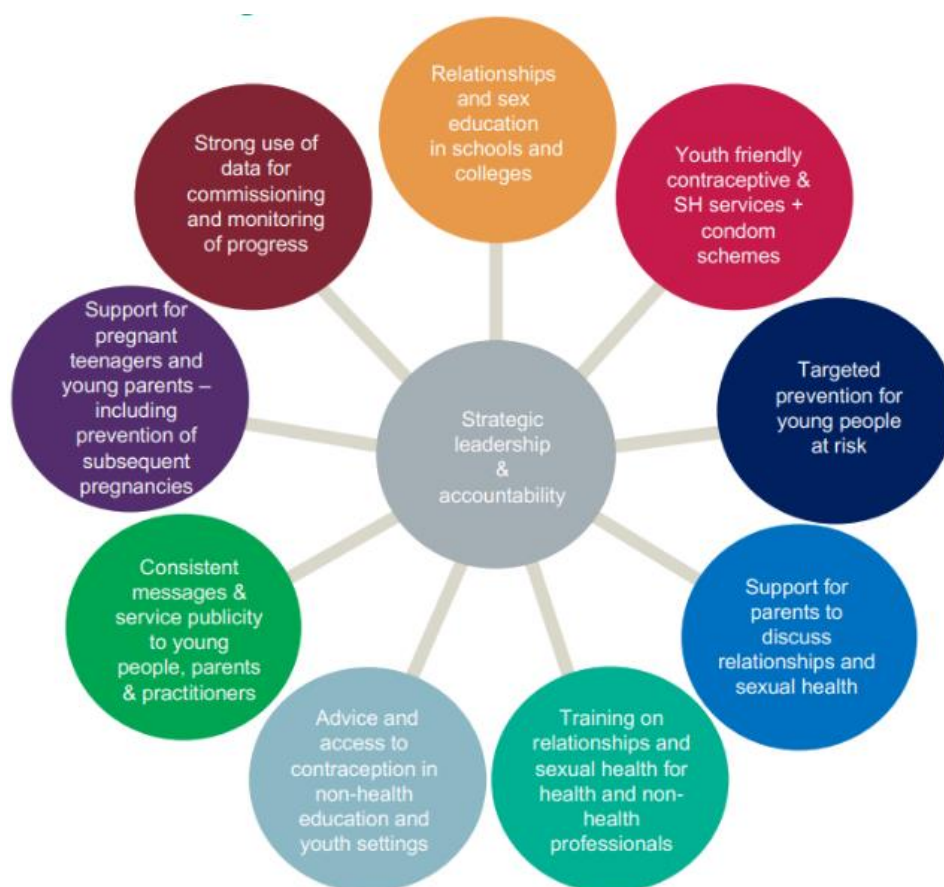 Relationships
and sex
education
in schools and
colleges
Youth friendly
contraceptive &
SH services +
condom
schemes
Targeted
prevention for
young people
at risk
Support for
parents to
discuss
relationships and
sexual health
Training on
relationships and
sexual health for
health and non-
health
professionals
Advice and
access to
contraception in
non-health
education and
youth settings
Consistent
messages &
service publicity
to young
people, parents
& practitioners
Support for
pregnant
teenagers and
young parents –
including
prevention of
subsequent
pregnancies
Strong use of
data for
commissioning
and monitoring
of progress
Strategic
leadership
&
accountability